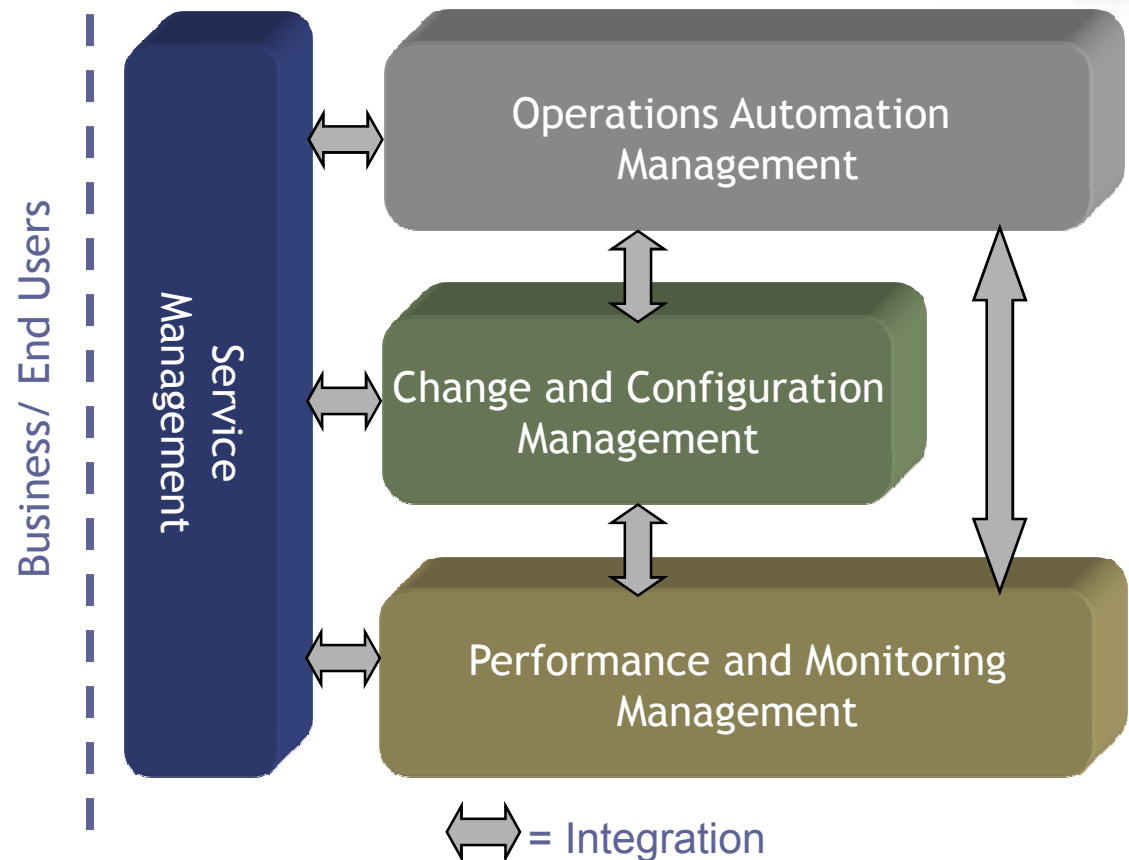 Business/ End Users
Service
Management
Operations Automation
Management
Change and Configuration
Management
Performance and Monitoring
Management
= Integration